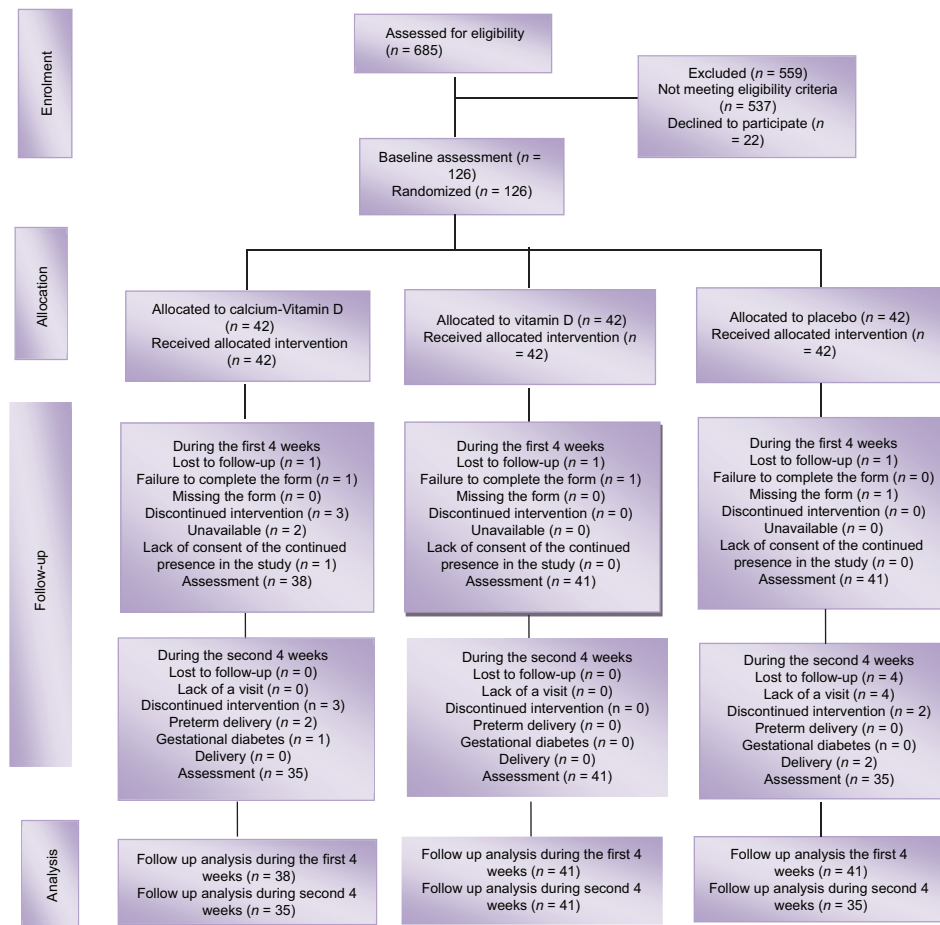 Enrolment
Assessed for eligibility
(n = 685)
Excluded (n = 559)
Not meeting eligibility criteria
(n = 537)
Declined to participate (n
= 22)
Baseline assessment (n =
126)
Randomized (n = 126)
Allocation
Allocated to calcium-Vitamin D
(n = 42)
Received allocated intervention
(n = 42)
Allocated to vitamin D (n = 42)
Received allocated intervention (n
= 42)
Allocated to placebo (n = 42)
Received allocated intervention (n
= 42)
Follow-up
During the first 4 weeks
Lost to follow-up (n = 1)
Failure to complete the form (n = 1)
Missing the form (n = 0)
Discontinued intervention (n = 3)
Unavailable (n = 2)
Lack of consent of the continued
presence in the study (n = 1)
Assessment (n = 38)
During the first 4 weeks
Lost to follow-up (n = 1)
Failure to complete the form (n = 1)
Missing the form (n = 0)
Discontinued intervention (n = 0)
Unavailable (n = 0)
Lack of consent of the continued
presence in the study (n = 0)
Assessment (n = 41)
During the first 4 weeks
Lost to follow-up (n = 1)
Failure to complete the form (n = 0)
Missing the form (n = 1)
Discontinued intervention (n = 0)
Unavailable (n = 0)
Lack of consent of the continued
presence in the study (n = 0)
Assessment (n = 41)
During the second 4 weeks
Lost to follow-up (n = 0)
Lack of a visit (n = 0)
Discontinued intervention (n = 3)
Preterm delivery (n = 2)
Gestational diabetes (n = 1)
Delivery (n = 0)
Assessment (n = 35)
During the second 4 weeks
Lost to follow-up (n = 0)
Lack of a visit (n = 0)
Discontinued intervention (n = 0)
Preterm delivery (n = 0)
Gestational diabetes (n = 0)
Delivery (n = 0)
Assessment (n = 41)
During the second 4 weeks
Lost to follow-up (n = 4)
Lack of a visit (n = 4)
Discontinued intervention (n = 2)
Preterm delivery (n = 0)
Gestational diabetes (n = 0)
Delivery (n = 2)
Assessment (n = 35)
Analysis
Follow up analysis during the first 4
weeks (n = 38)
Follow up analysis during second 4
weeks (n = 35)
Follow up analysis during the first 4
weeks (n = 41)
Follow up analysis during second 4
weeks (n = 41)
Follow up analysis the first 4
weeks (n = 41)
Follow up analysis during second 4
weeks (n = 35)